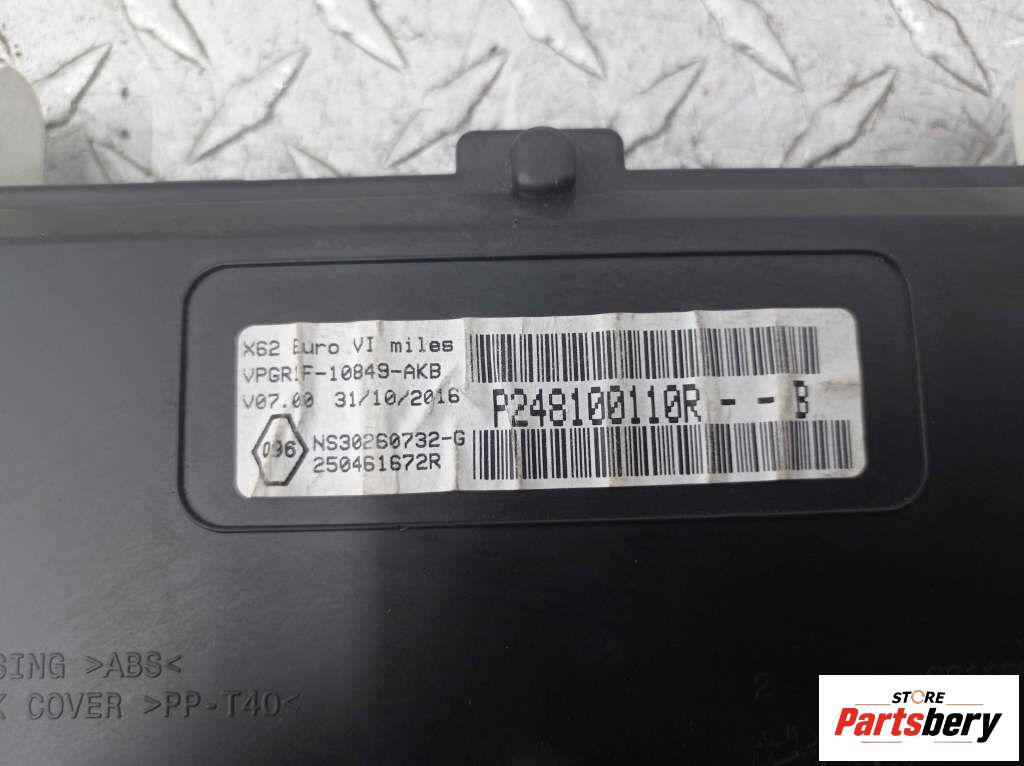 X62 Euro VI miles
VPGR1F-10849-AKB
V07.00 31/10/2016
P248100110R--B
096
NS30260732-G
250461672R
SING >ABS<
K COVER >PP-T40<
2
STORE
Partsbery